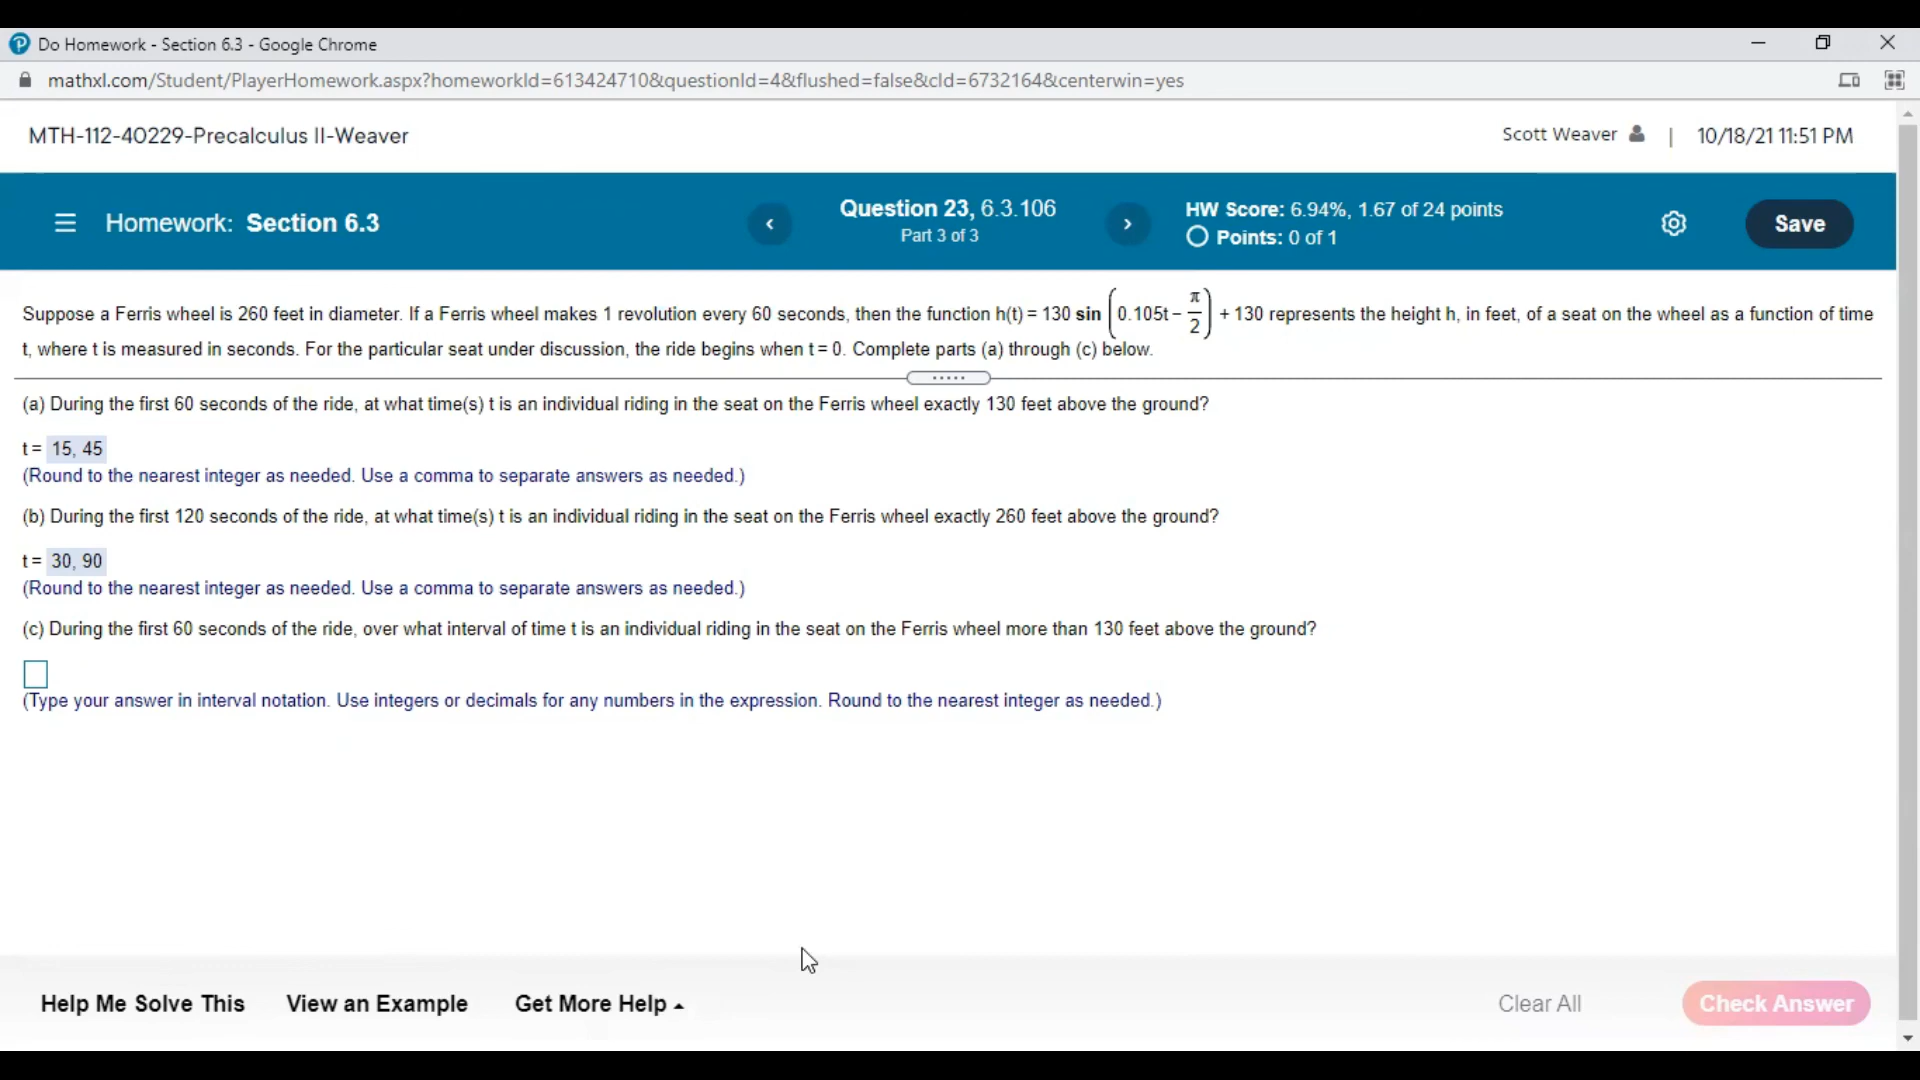 Do Homework - Section 6.3 - Google Chrome
mathxl.com/Student/PlayerHomework.aspx?homeworkId=613424710&questionId=4&flushed=false&cId=6732164&centerwin=yes
MTH-112-40229-Precalculus II-Weaver
Scott Weaver | 10/18/21 11:51 PM
Homework: Section 6.3
Question 23, 6.3.106
Part 3 of 3
HW Score: 6.94%, 1.67 of 24 points
Points: 0 of 1
Save
Suppose a Ferris wheel is 260 feet in diameter. If a Ferris wheel makes 1 revolution every 60 seconds, then the function h(t) = 130 sin (0.105t − π/2) + 130 represents the height h, in feet, of a seat on the wheel as a function of time
t, where t is measured in seconds. For the particular seat under discussion, the ride begins when t = 0. Complete parts (a) through (c) below.
(a) During the first 60 seconds of the ride, at what time(s) t is an individual riding in the seat on the Ferris wheel exactly 130 feet above the ground?
t = 15, 45
(Round to the nearest integer as needed. Use a comma to separate answers as needed.)
(b) During the first 120 seconds of the ride, at what time(s) t is an individual riding in the seat on the Ferris wheel exactly 260 feet above the ground?
t = 30, 90
(Round to the nearest integer as needed. Use a comma to separate answers as needed.)
(c) During the first 60 seconds of the ride, over what interval of time t is an individual riding in the seat on the Ferris wheel more than 130 feet above the ground?
(Type your answer in interval notation. Use integers or decimals for any numbers in the expression. Round to the nearest integer as needed.)
Help Me Solve This
View an Example
Get More Help
Clear All
Check Answer